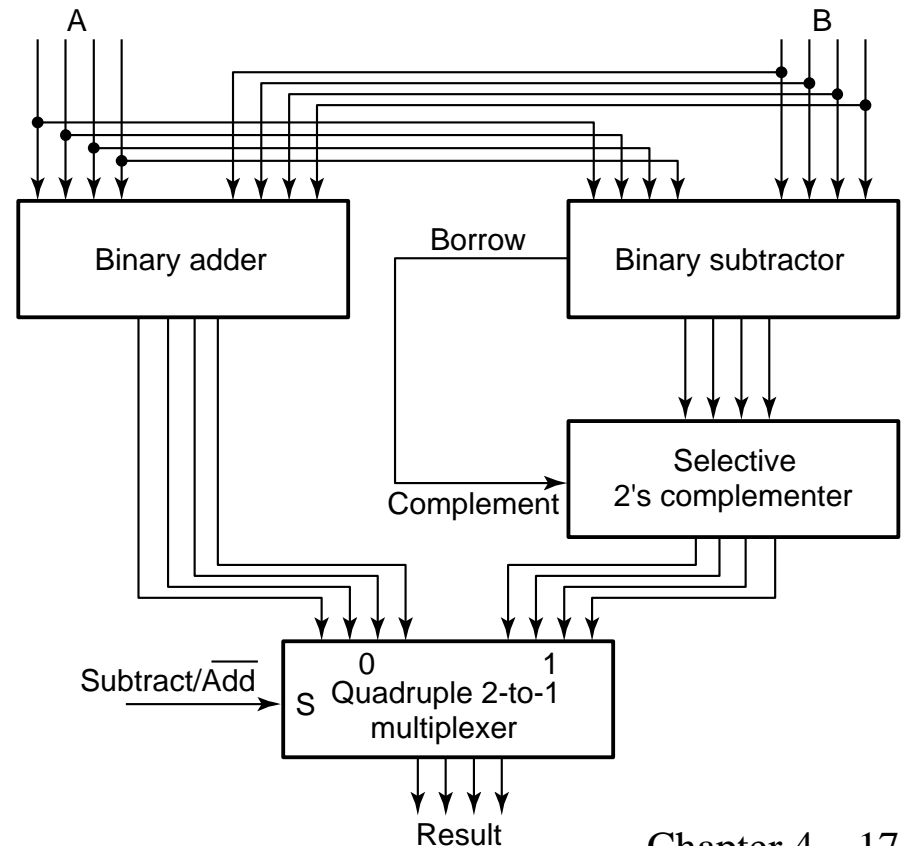 A
B
Binary adder
Borrow
Binary subtractor
Complement
Selective
2's complementer
Subtract/A̅d̅d̅
0
1
S
Quadruple 2-to-1
multiplexer
Result
Chapter 4 17